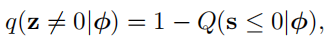 q(z ≠ 0|ϕ) = 1 − Q(s ≤ 0|ϕ),